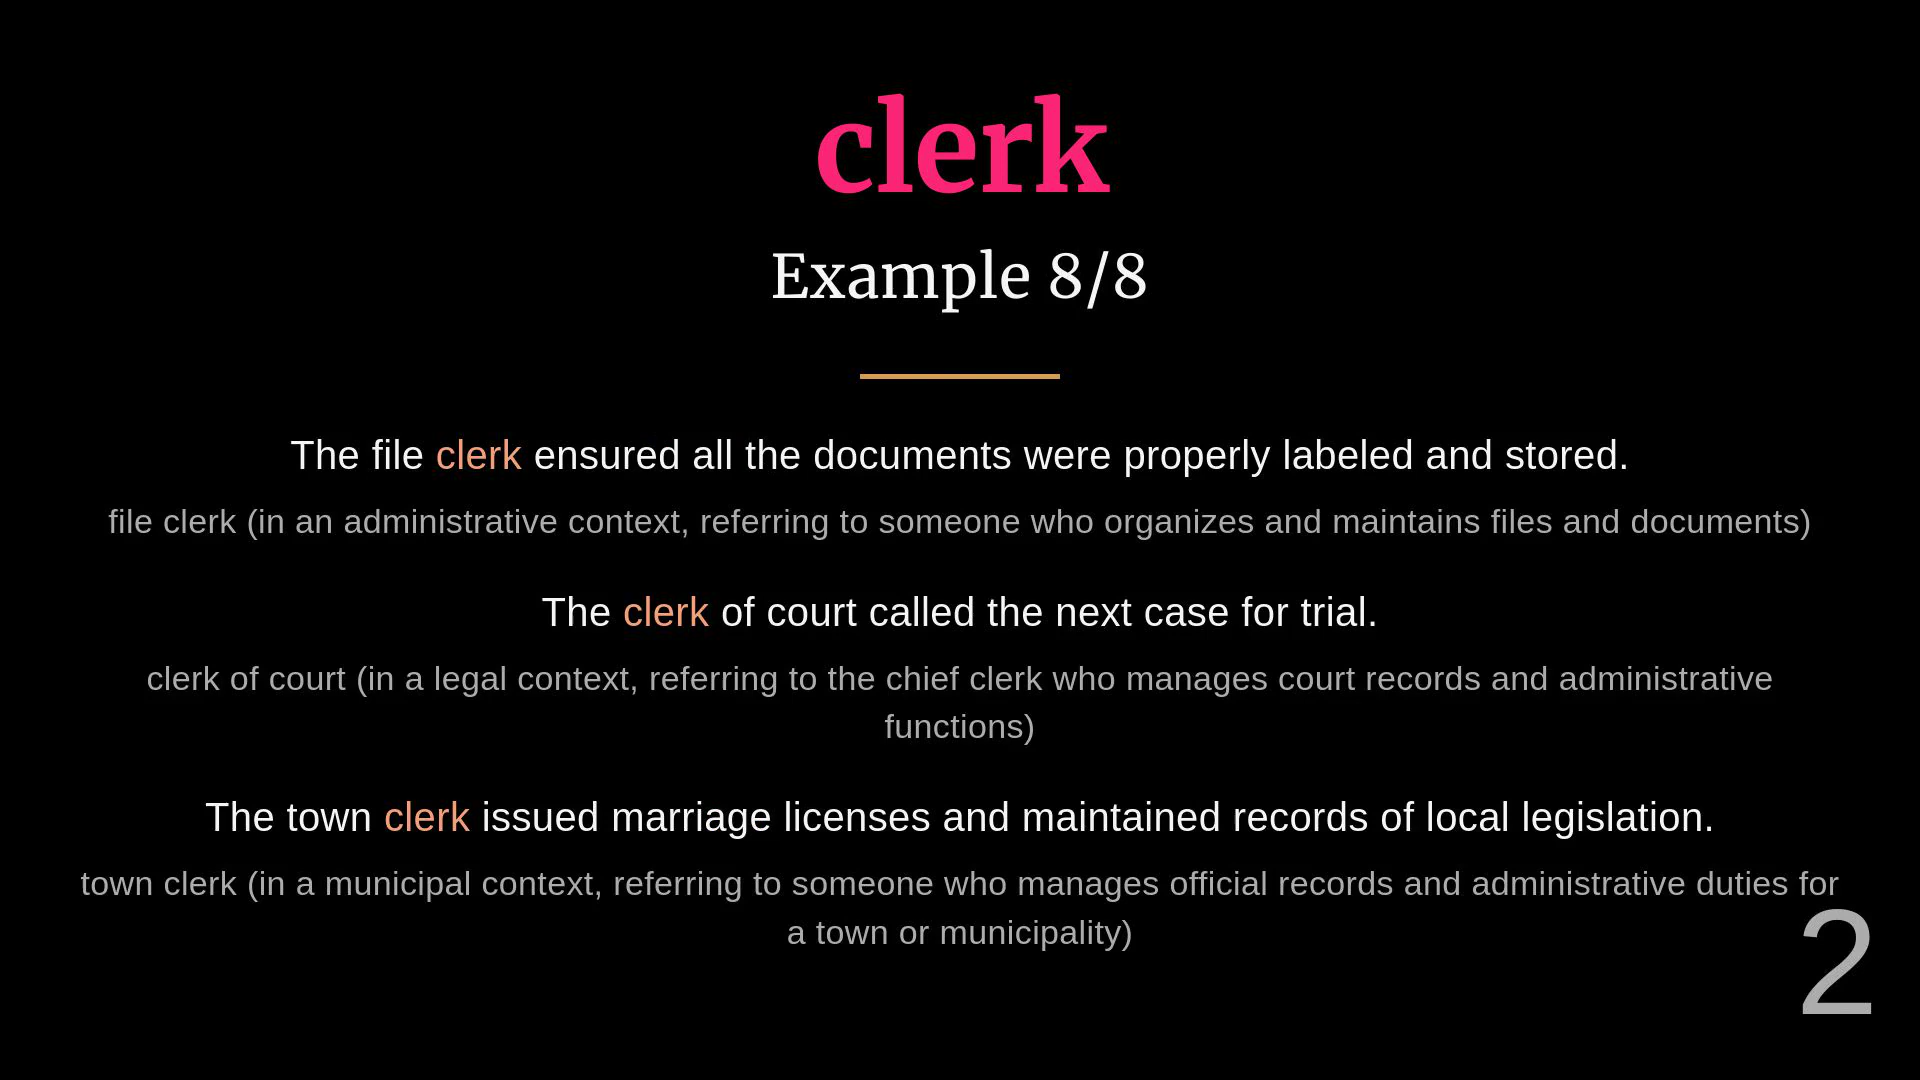 clerk
Example 8/8
The file clerk ensured all the documents were properly labeled and stored.
file clerk (in an administrative context, referring to someone who organizes and maintains files and documents)
The clerk of court called the next case for trial.
clerk of court (in a legal context, referring to the chief clerk who manages court records and administrative
functions)
The town clerk issued marriage licenses and maintained records of local legislation.
town clerk (in a municipal context, referring to someone who manages official records and administrative duties for
a town or municipality)
2